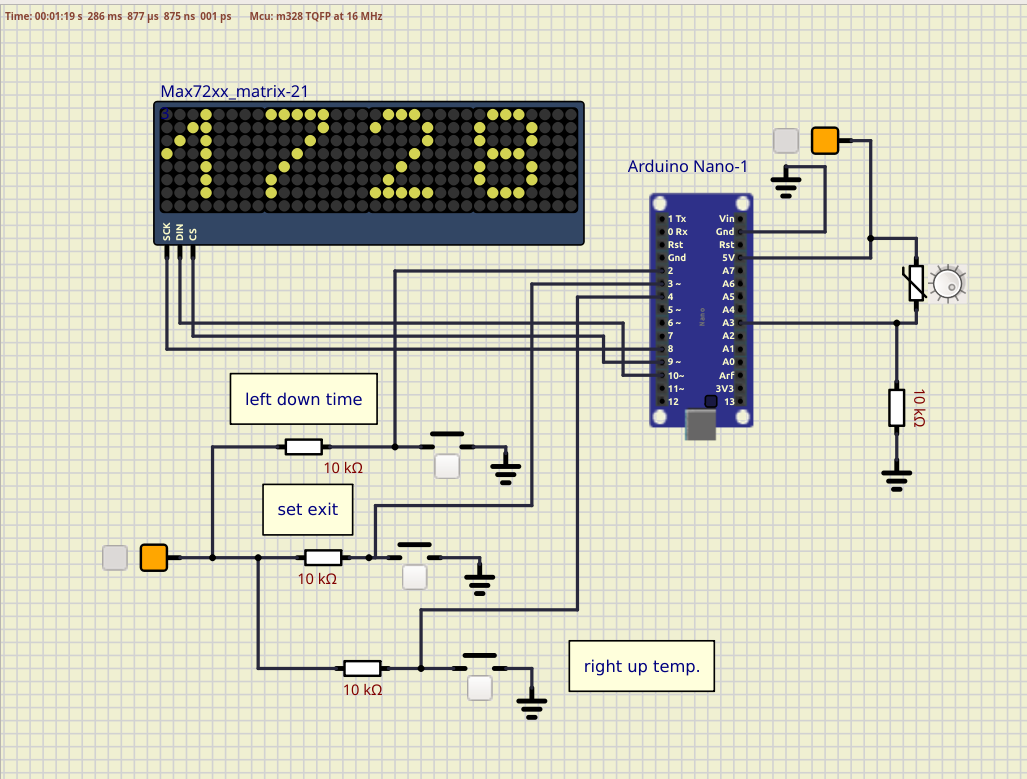 Time: 00:01:19 s 286 ms 877 µs 875 ns 001 ps Mcu: m328 TQFP at 16 MHz
Max72xx_matrix-21
17 28
SCK
DIN
CS
Arduino Nano-1
1 Tx
0 Rx
Rst
Gnd
2
3 ~
4
5 ~
6 ~
7
8
9 ~
10~
11~
12
Nano
Vin
Gnd
Rst
5V
A7
A6
A5
A4
A3
A2
A1
A0
Arf
3V3
13
left down time
10 kΩ
10 kΩ
set exit
10 kΩ
right up temp.
10 kΩ